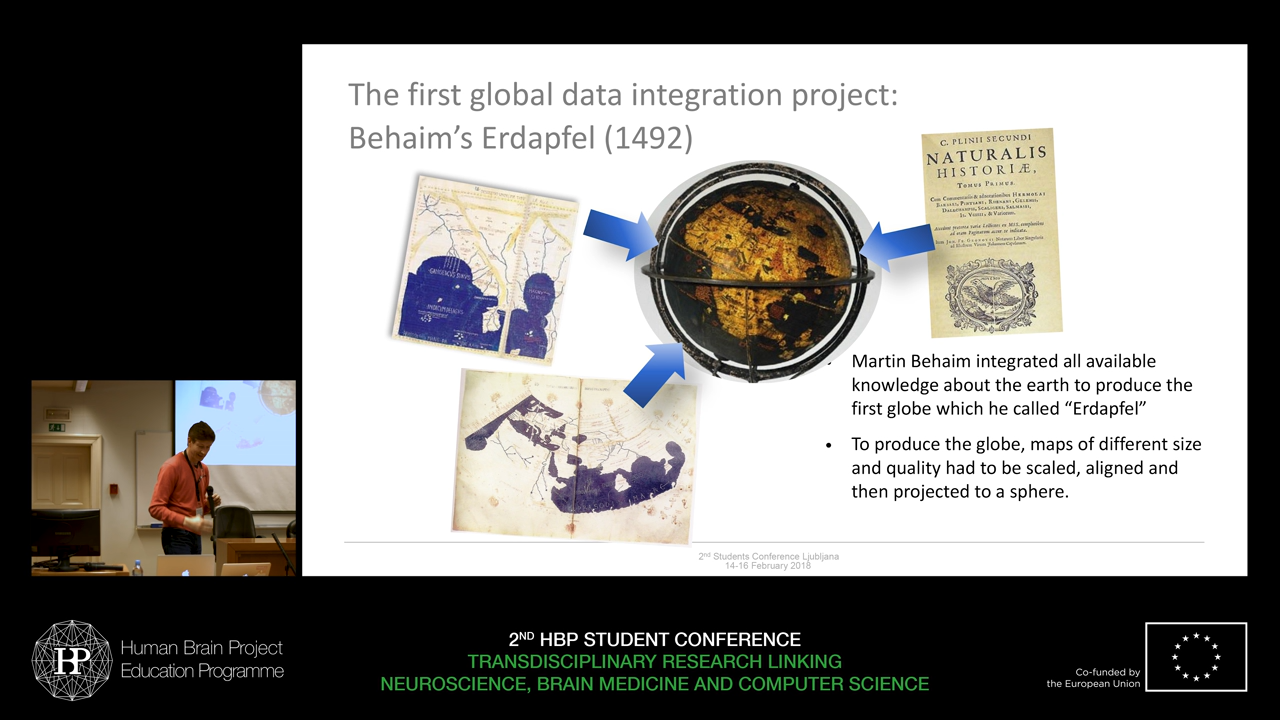 The first global data integration project:
Behaim's Erdapfel (1492)
C. PLINII SECUNDI
NATURALIS
HISTORIÆ,
TOMUS PRIMUS.
• Martin Behaim integrated all available
knowledge about the earth to produce the
first globe which he called “Erdapfel”
• To produce the globe, maps of different size
and quality had to be scaled, aligned and
then projected to a sphere.
2nd Students Conference Ljubljana
14-16 February 2018
HBP
Human Brain Project
Education Programme
2ND HBP STUDENT CONFERENCE
TRANSDISCIPLINARY RESEARCH LINKING
NEUROSCIENCE, BRAIN MEDICINE AND COMPUTER SCIENCE
Co-funded by
the European Union